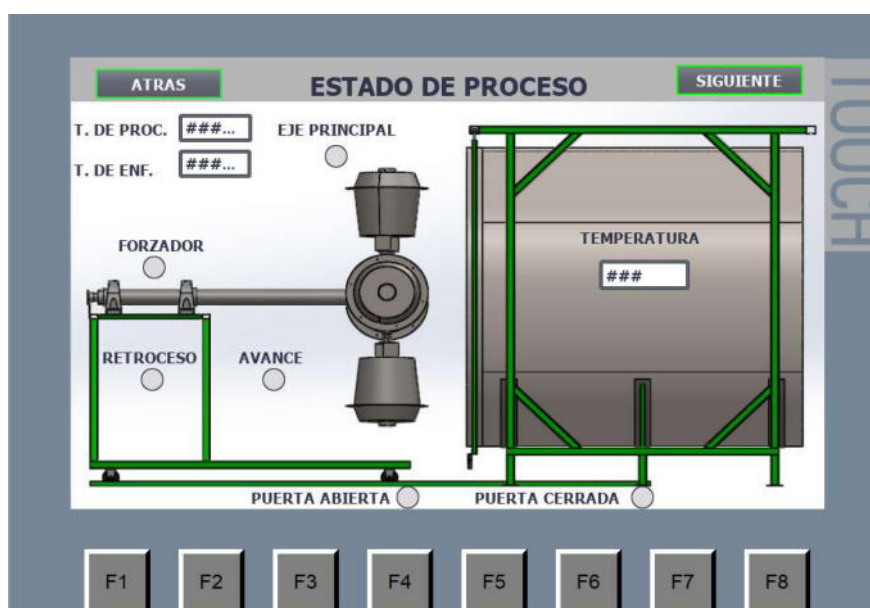 ATRAS
ESTADO DE PROCESO
SIGUIENTE
T. DE PROC. ###...
EJE PRINCIPAL
T. DE ENF. ###...
FORZADOR
TEMPERATURA
###
RETROCESO
AVANCE
PUERTA ABIERTA
PUERTA CERRADA
TOUCH
F1
F2
F3
F4
F5
F6
F7
F8